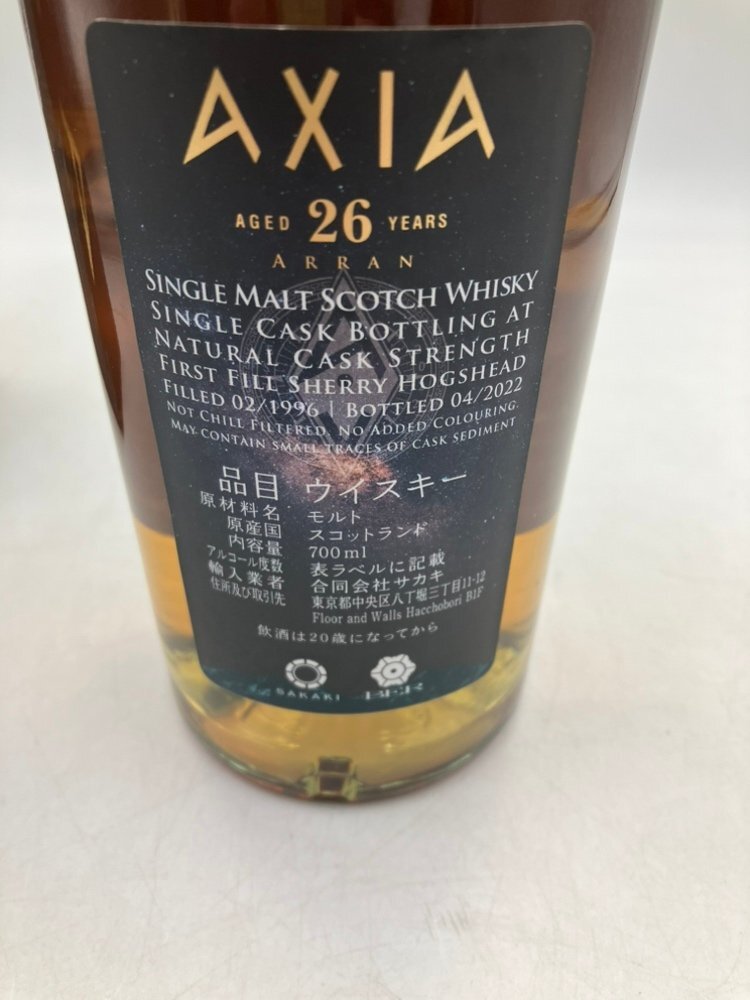 AXIA
AGED 26 YEARS
ARRAN
SINGLE MALT SCOTCH WHISKY
SINGLE CASK BOTTLING AT
NATURAL CASK STRENGTH
FIRST FILL SHERRY HOGSHEAD
FILLED 02/1996 | BOTTLED 04/2022
NOT CHILL FILTERED. NO ADDED COLOURING.
MAY CONTAIN SMALL TRACES OF CASK SEDIMENT
品目 ウイスキー
原材料名 モルト
原産国 スコットランド
内容量 700ml
アルコール度数 表ラベルに記載
輸入業者 合同会社サカキ
住所及び取引先 東京都中央区八丁堀三丁目11-12
Floor and Walls Hacchobori B1F
飲酒は20歳になってから
SAKAKI